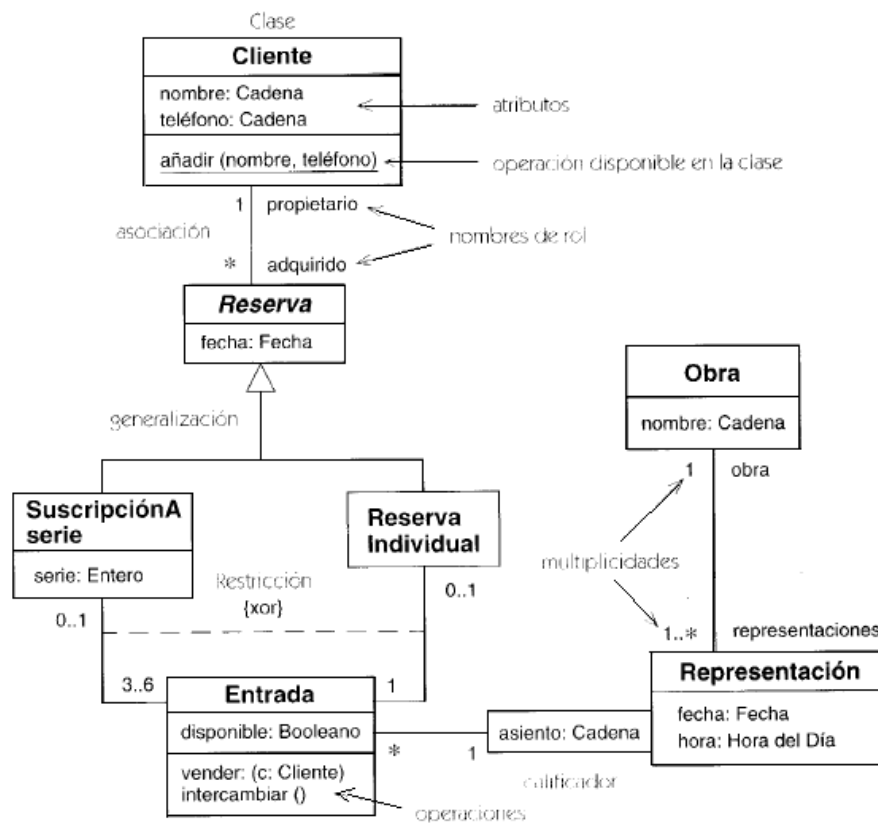 Clase
Cliente
nombre: Cadena
teléfono: Cadena
atributos
añadir (nombre, teléfono)
operación disponible en la clase
1 propietario
asociación
nombres de rol
* adquirido
Reserva
fecha: Fecha
generalización
Obra
nombre: Cadena
1 obra
SuscripciónA
serie
serie: Entero
Reserva
Individual
Restricción
{xor}
multiplicidades
0..1
0..1
1..* representaciones
3..6
1
Entrada
disponible: Booleano
vender: (c: Cliente)
intercambiar ()
operaciones
*
1
asiento: Cadena
calificador
Representación
fecha: Fecha
hora: Hora del Día